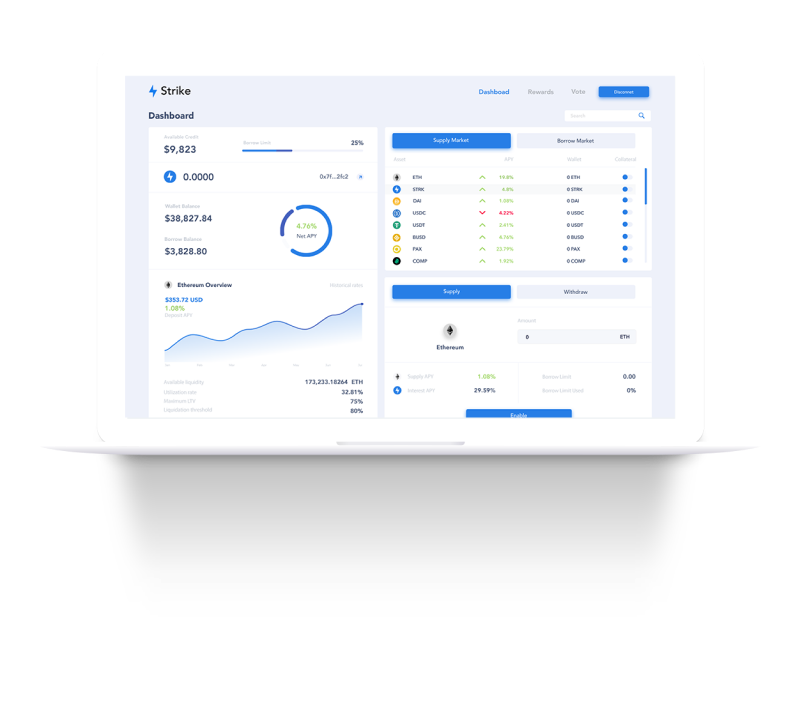 Strike
Dashboad
Rewards
Vote
Disconnet
Dashboard
Search
Available Credit
$9,823
Borrow Limit
25%
0.0000
0x7f...2fc2
Wallet Balance
$38,827.84
Borrow Balance
$3,828.80
4.76%
Net APY
Ethereum Overview
Historical rates
$353.72 USD
1.08%
Deposit APY
Available liquidity
173,233.18264 ETH
Utilization rate
32.81%
Maximum LTV
75%
Liquidation threshold
80%
Supply Market
Borrow Market
Asset
APY
Wallet
Collateral
ETH
19.8%
0 ETH
STRK
4.8%
0 STRK
DAI
1.08%
0 DAI
USDC
4.22%
0 USDC
USDT
0 USDT
BUSD
4.76%
0 BUSD
PAX
23.79%
0 PAX
COMP
1.92%
0 COMP
Supply
Withdraw
Ethereum
Amount
0
ETH
Supply APY
1.08%
Interest APY
29.59%
Borrow Limit
0.00
Borrow Limit Used
0%
Enable